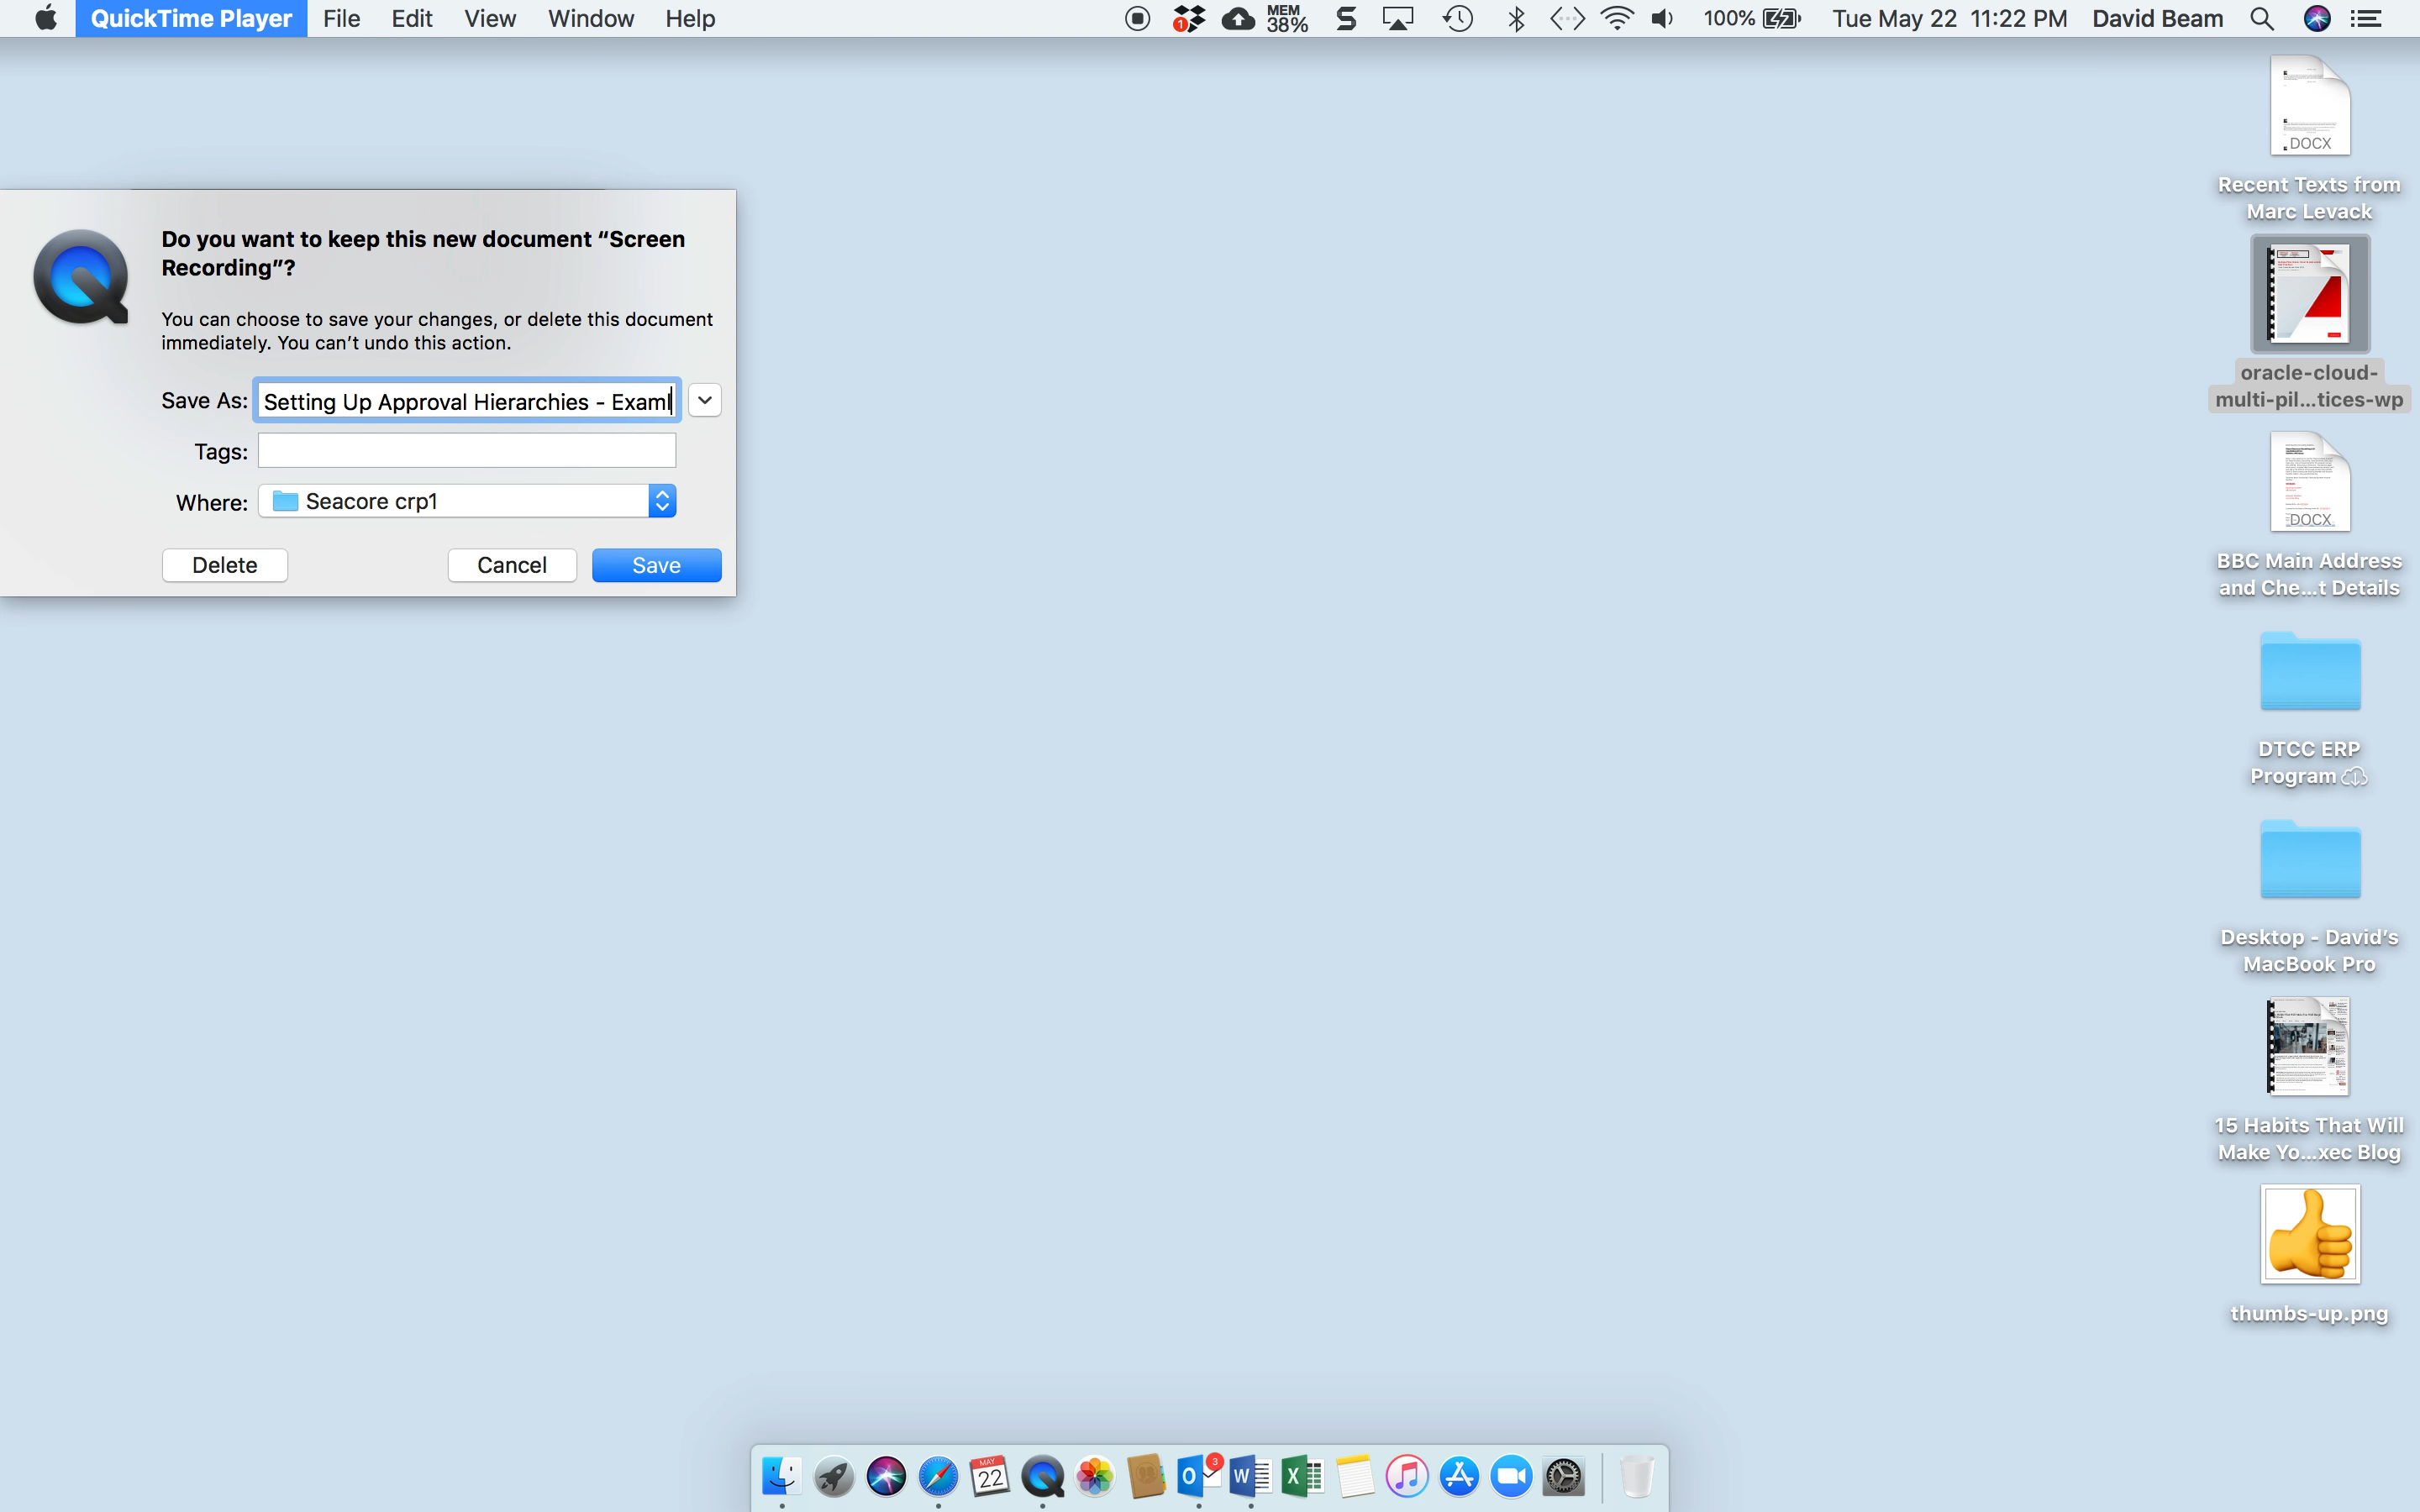 QuickTime Player File Edit View Window Help 1 MEM 38% 100% Tue May 22 11:22 PM David Beam
Do you want to keep this new document “Screen
Recording”?
You can choose to save your changes, or delete this document
immediately. You can’t undo this action.
Save As: Setting Up Approval Hierarchies - Examl
Tags:
Where: Seacore crp1
Delete Cancel Save
DOCX
Recent Texts from
Marc Levack
oracle-cloud-
multi-pil...tices-wp
DOCX
BBC Main Address
and Che...t Details
DTCC ERP
Program
Desktop - David’s
MacBook Pro
15 Habits That Will
Make Yo...xec Blog
thumbs-up.png
MAY
22
O 3
W
X